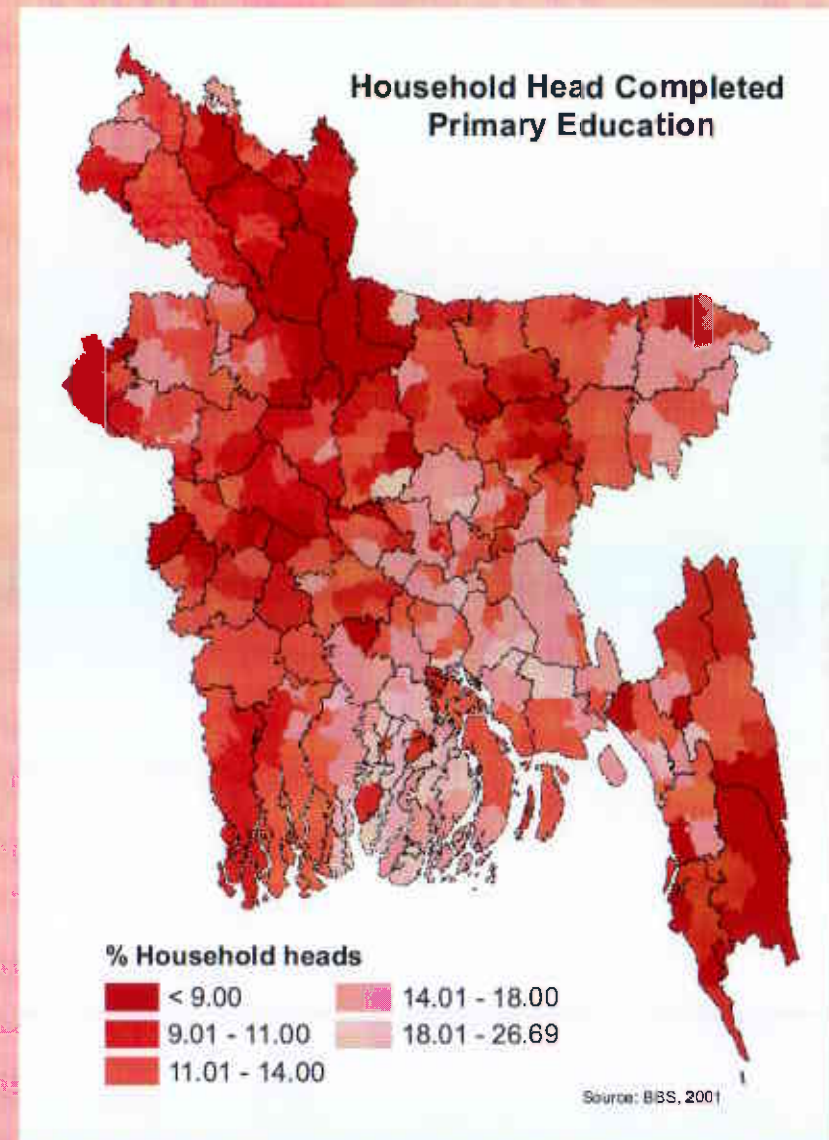 Household Head Completed
Primary Education
% Household heads
< 9.00
9.01 - 11.00
11.01 - 14.00
14.01 - 18.00
18.01 - 26.69
Source: BBS, 2001